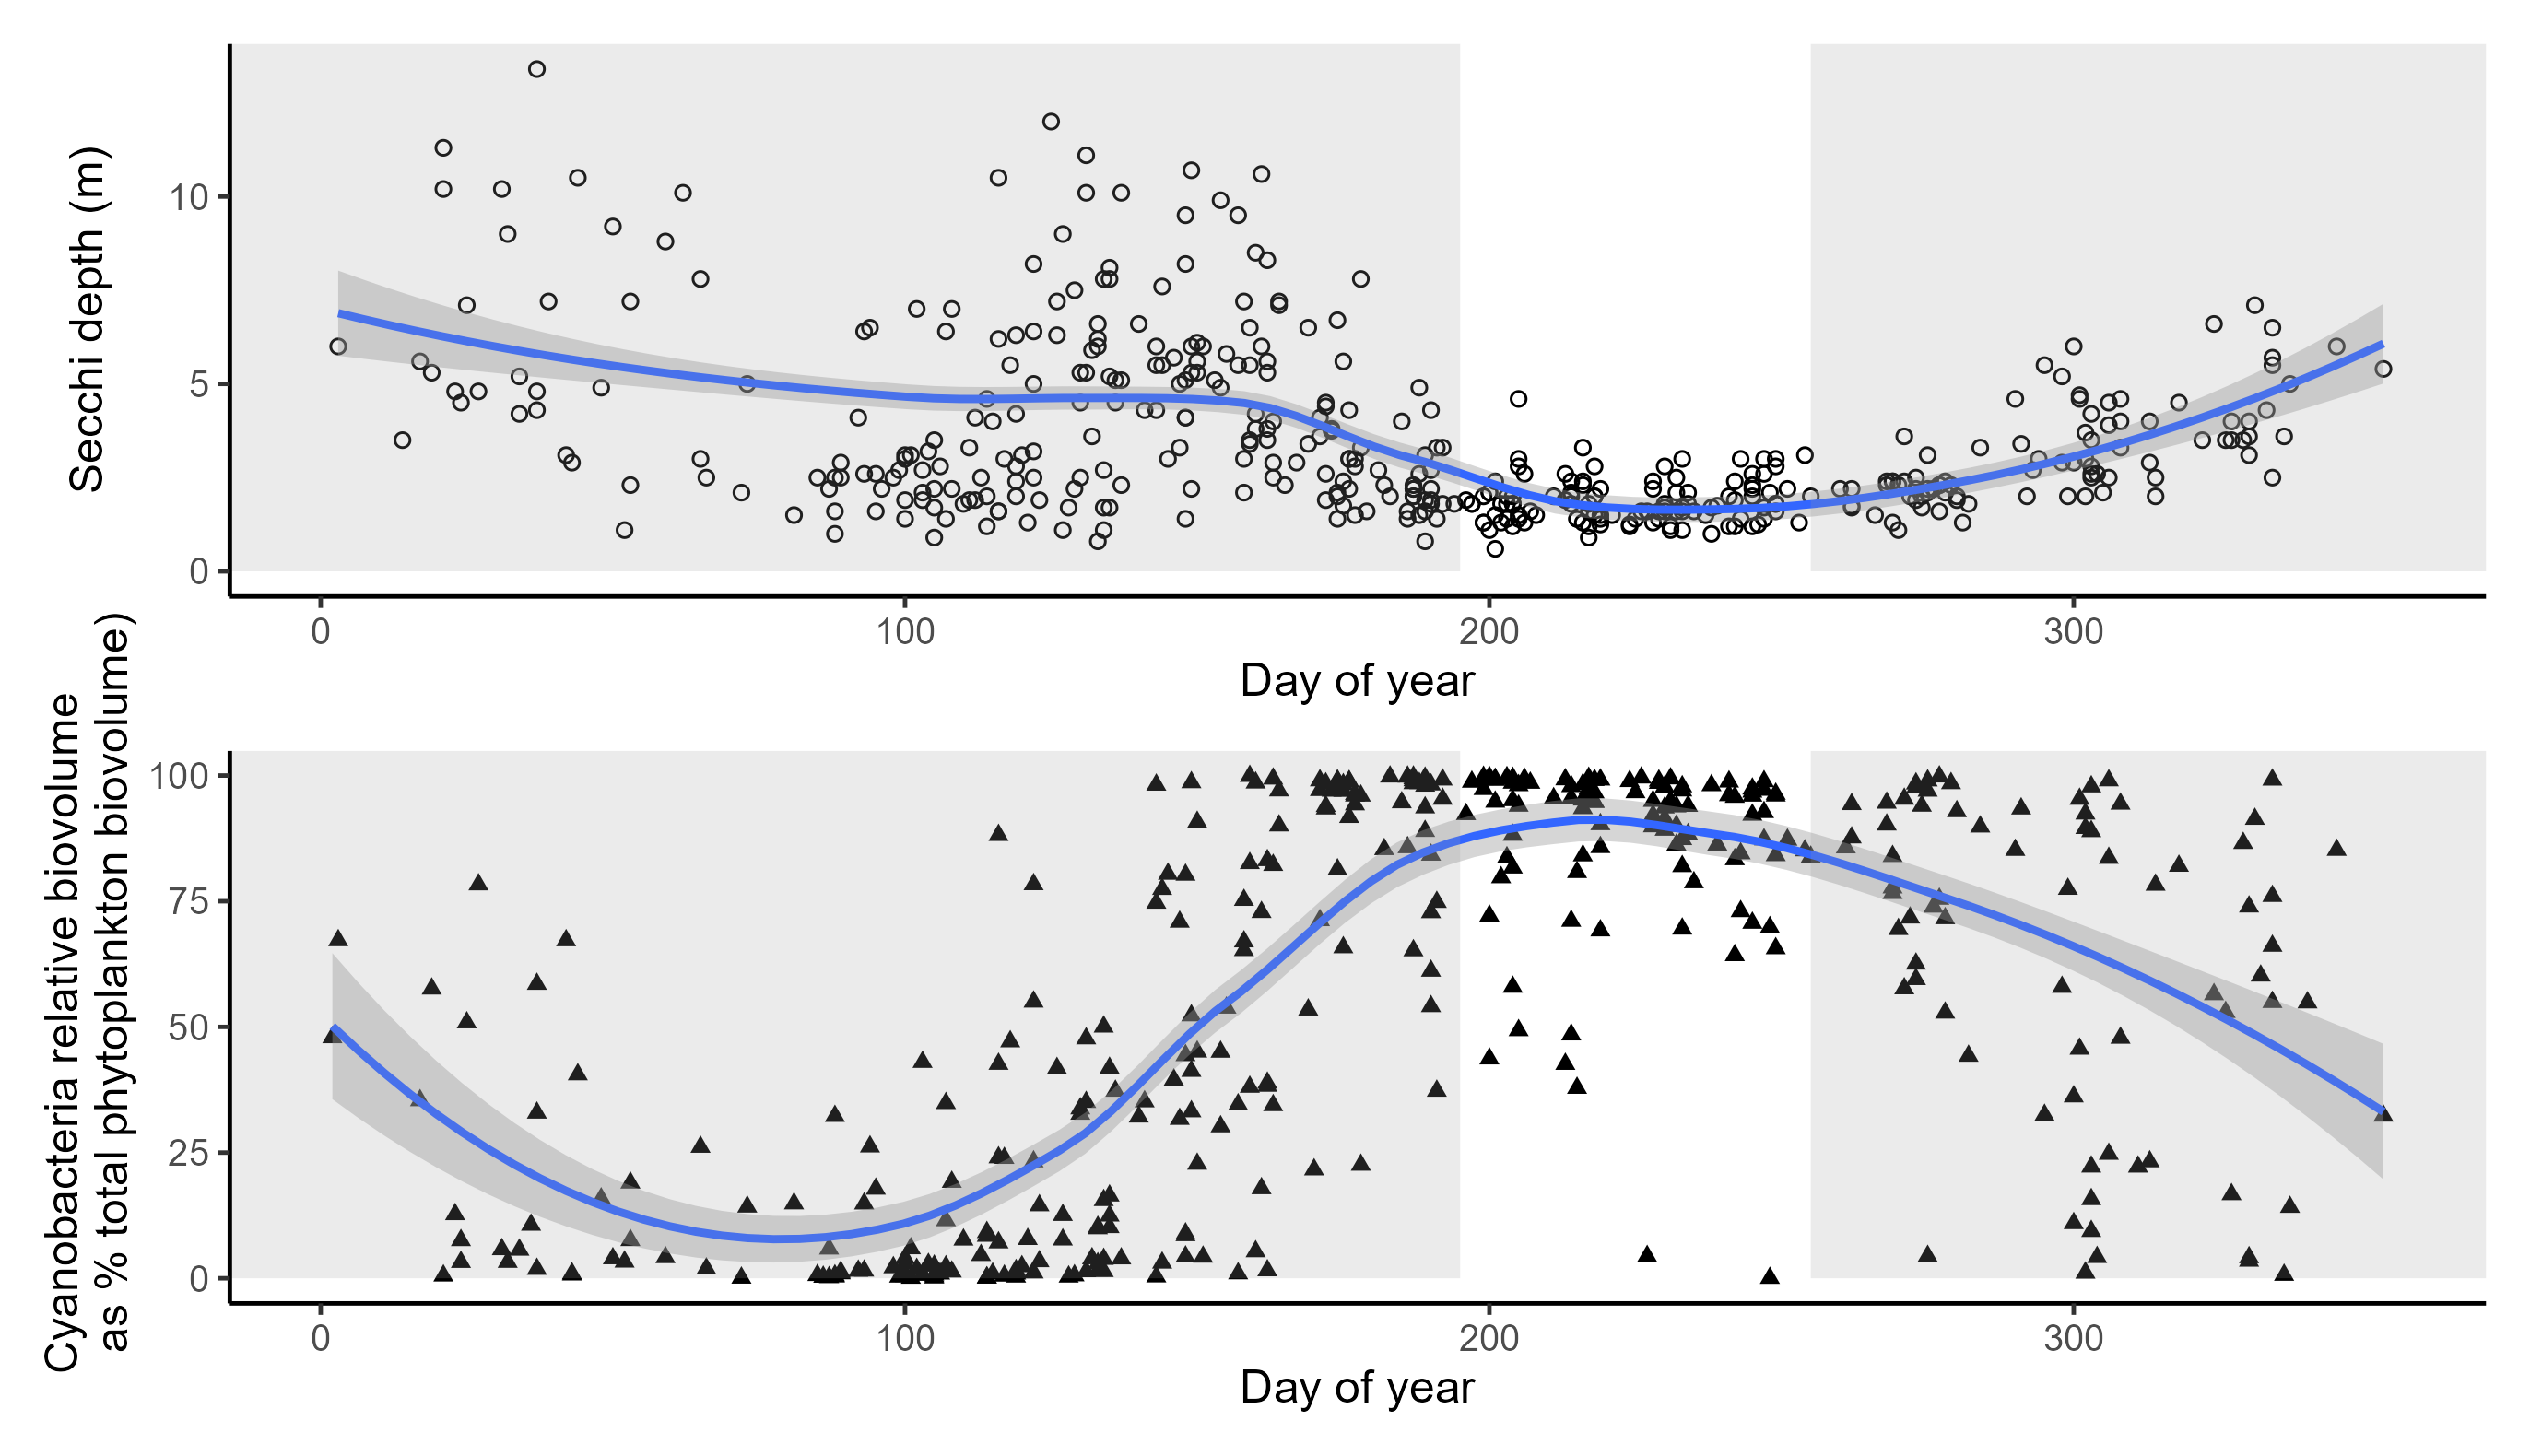 Secchi depth (m)
10
5
0
0 100 200 300
Day of year
Cyanobacteria relative biovolume
as % total phytoplankton biovolume)
100
75
50
25
0
0 100 200 300
Day of year